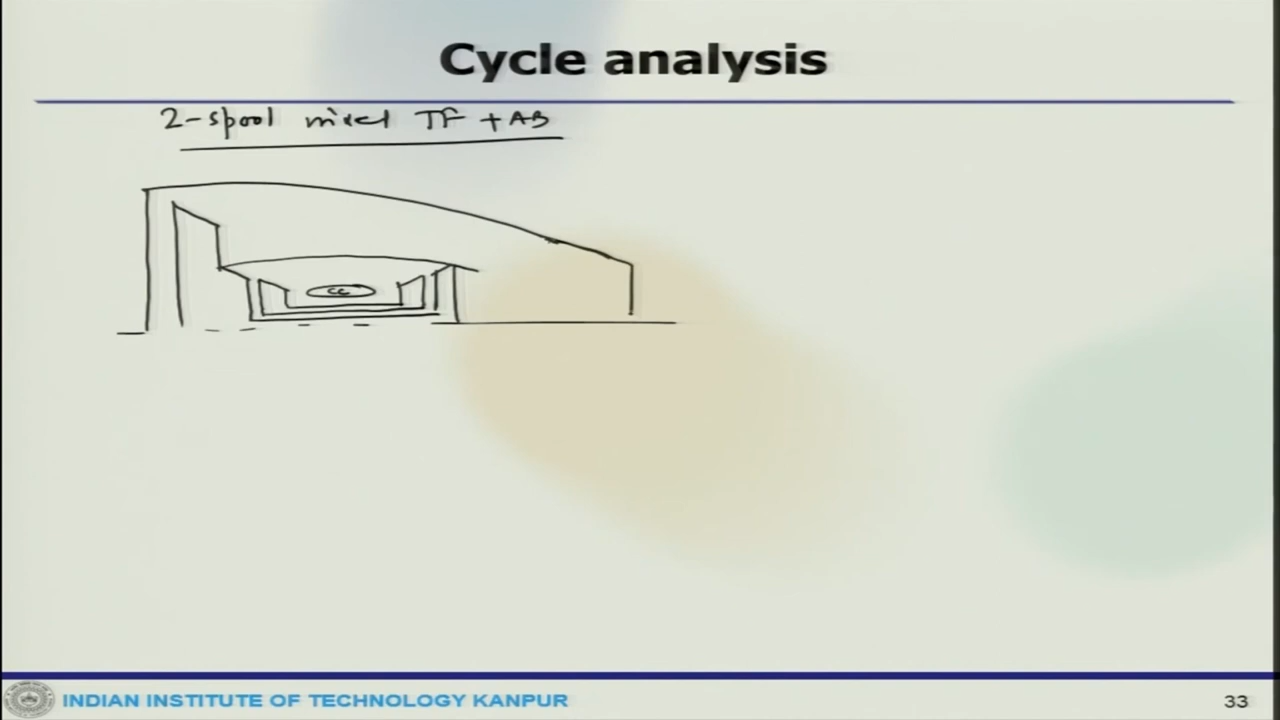 Cycle analysis
2-spool mixed TF + AB
CC
INDIAN INSTITUTE OF TECHNOLOGY KANPUR
33